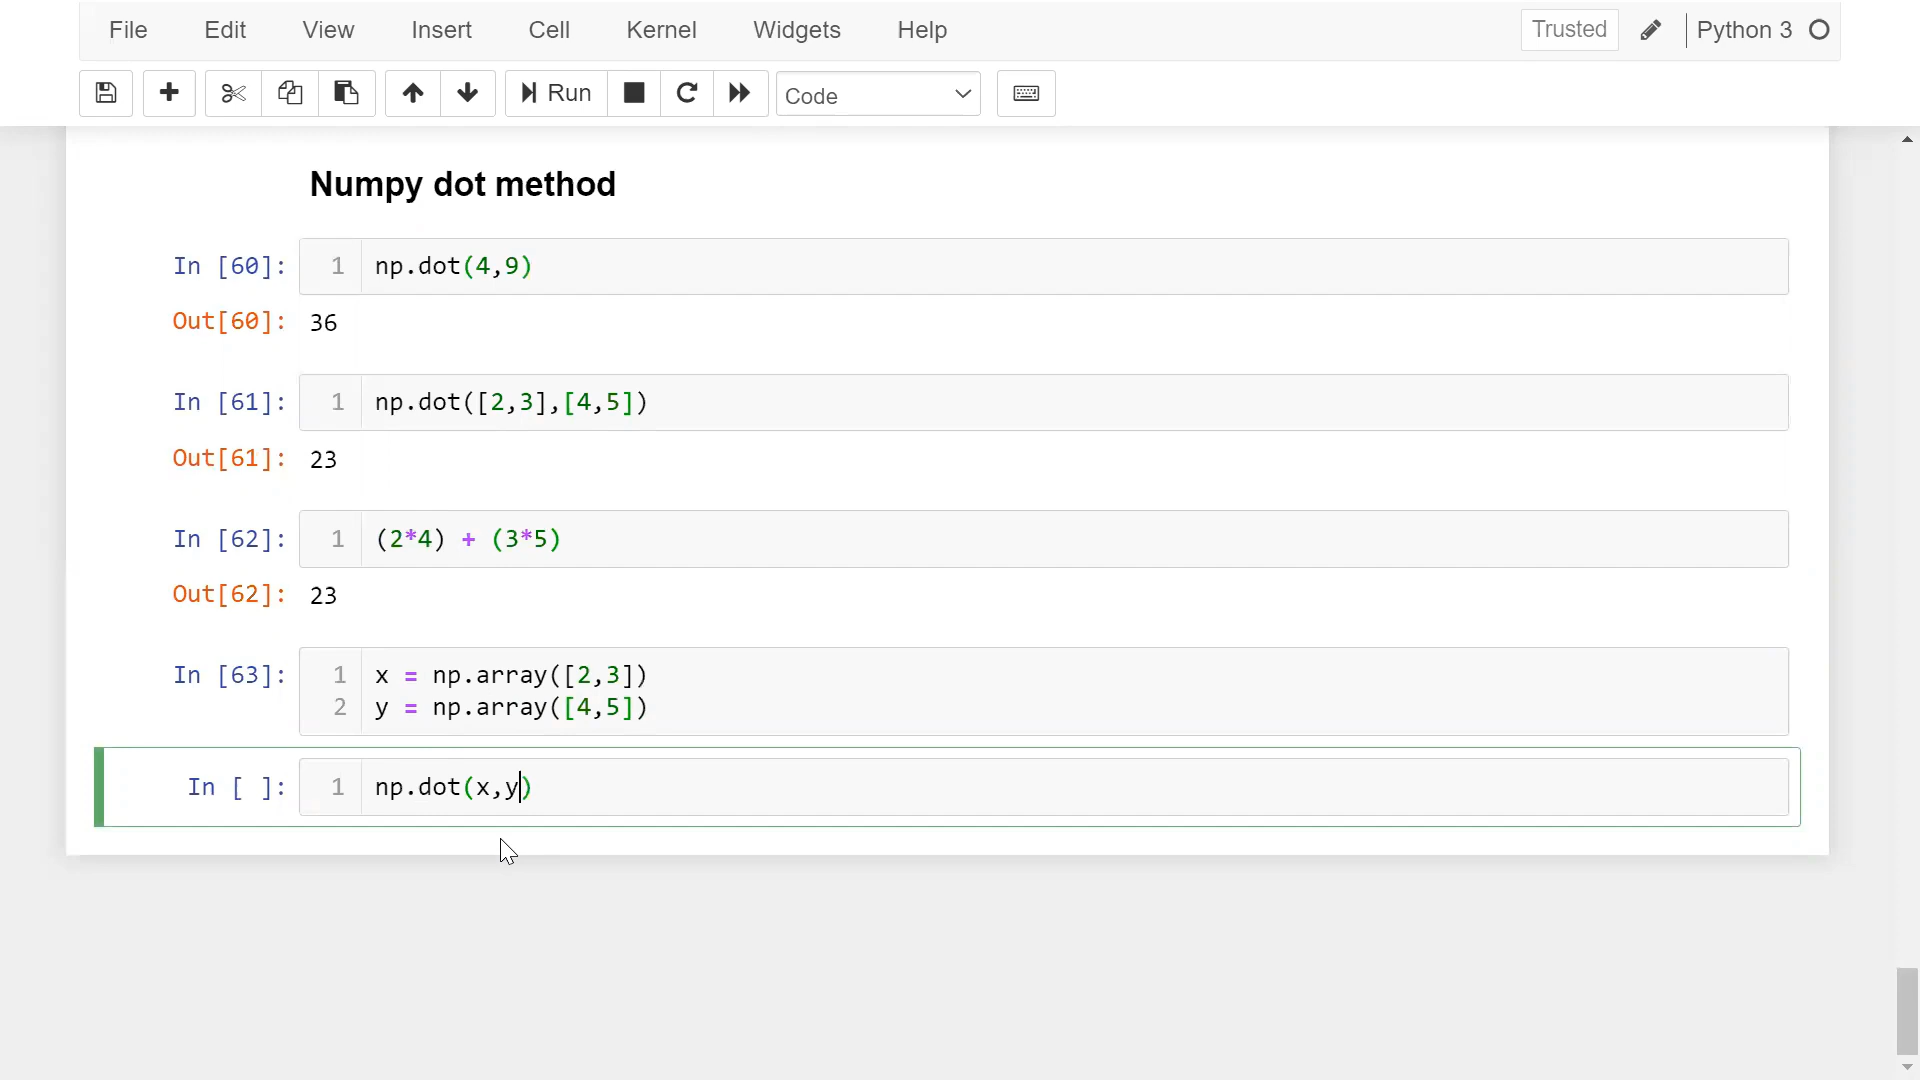 File Edit View Insert Cell Kernel Widgets Help Trusted Python 3
Run Code
Numpy dot method
In [60]: 1 np.dot(4,9)
Out[60]: 36
In [61]: 1 np.dot([2,3],[4,5])
Out[61]: 23
In [62]: 1 (2*4) + (3*5)
Out[62]: 23
In [63]: 1 x = np.array([2,3])
2 y = np.array([4,5])
In [ ]: 1 np.dot(x,y)